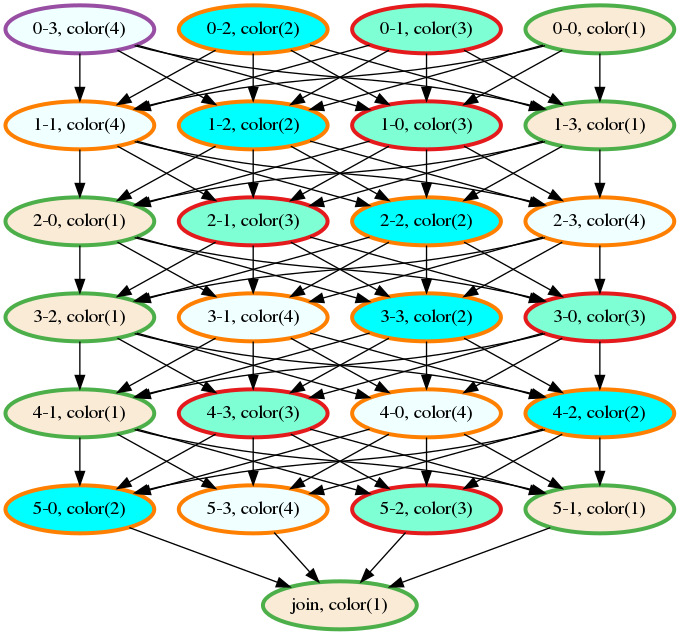 0-3, color(4)
0-2, color(2)
0-1, color(3)
0-0, color(1)
1-1, color(4)
1-2, color(2)
1-0, color(3)
1-3, color(1)
2-0, color(1)
2-1, color(3)
2-2, color(2)
2-3, color(4)
3-2, color(1)
3-1, color(4)
3-3, color(2)
3-0, color(3)
4-1, color(1)
4-3, color(3)
4-0, color(4)
4-2, color(2)
5-0, color(2)
5-3, color(4)
5-2, color(3)
5-1, color(1)
join, color(1)